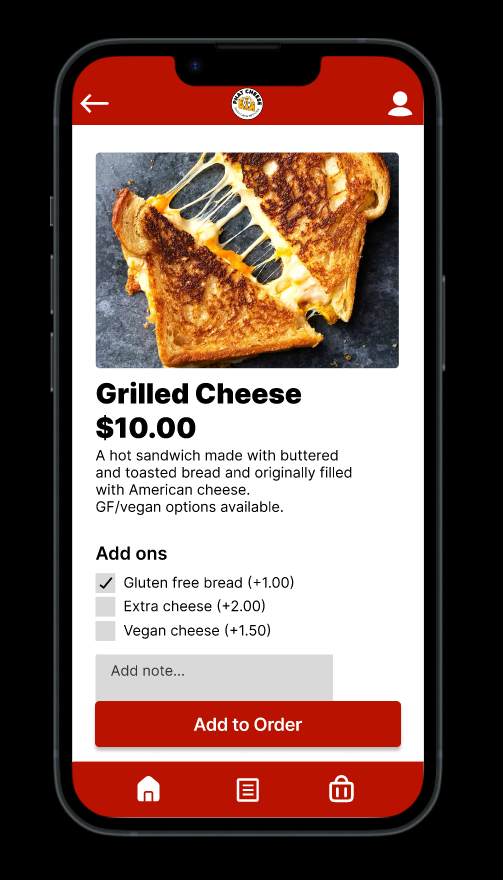 PHAT CHEESE
Grilled Cheese
$10.00
A hot sandwich made with buttered
and toasted bread and originally filled
with American cheese.
GF/vegan options available.
Add ons
Gluten free bread (+1.00)
Extra cheese (+2.00)
Vegan cheese (+1.50)
Add note...
Add to Order